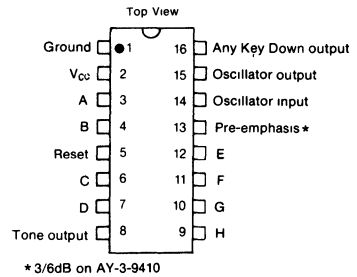 Top View
Ground 1 16 Any Key Down output
Vcc 2 15 Oscillator output
A 3 14 Oscillator input
B 4 13 Pre-emphasis*
Reset 5 12 E
C 6 11 F
D 7 10 G
Tone output 8 9 H
* 3/6dB on AY-3-9410